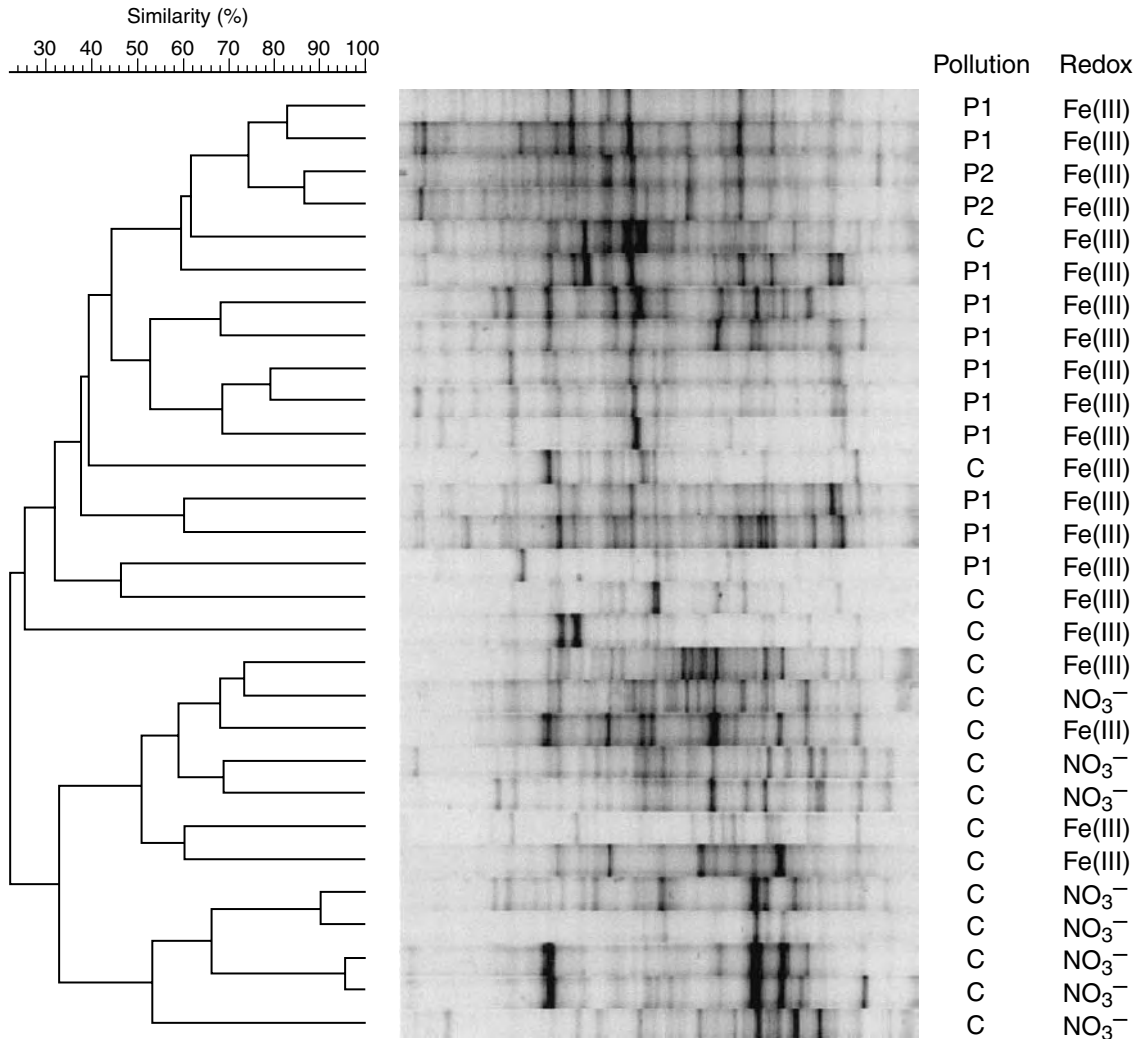 Similarity (%)
30 40 50 60 70 80 90 100
Pollution Redox
P1 Fe(III)
P1 Fe(III)
P2 Fe(III)
P2 Fe(III)
C Fe(III)
P1 Fe(III)
P1 Fe(III)
P1 Fe(III)
P1 Fe(III)
P1 Fe(III)
P1 Fe(III)
C Fe(III)
P1 Fe(III)
P1 Fe(III)
P1 Fe(III)
C Fe(III)
C Fe(III)
C Fe(III)
C NO₃⁻
C Fe(III)
C NO₃⁻
C NO₃⁻
C Fe(III)
C Fe(III)
C NO₃⁻
C NO₃⁻
C NO₃⁻
C NO₃⁻
C NO₃⁻